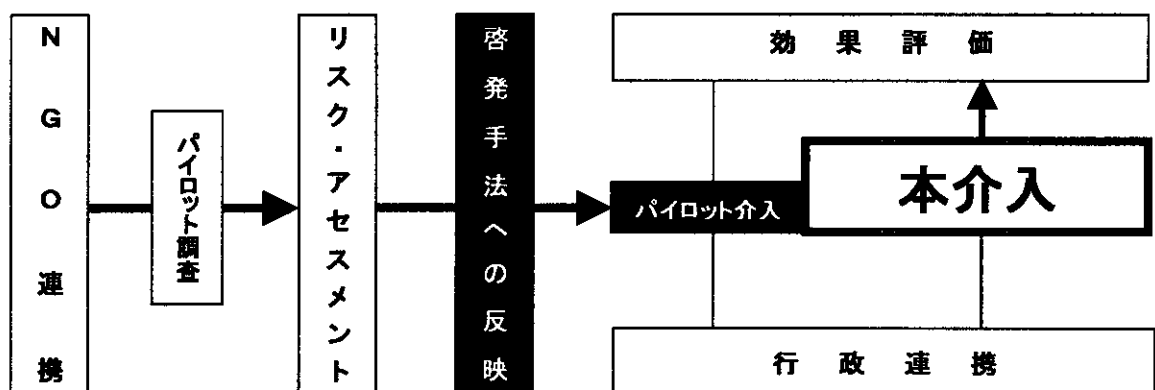 NGO連携
パイロット調査
リスク・アセスメント
啓発手法への反映
効果評価
パイロット介入
本介入
行政連携